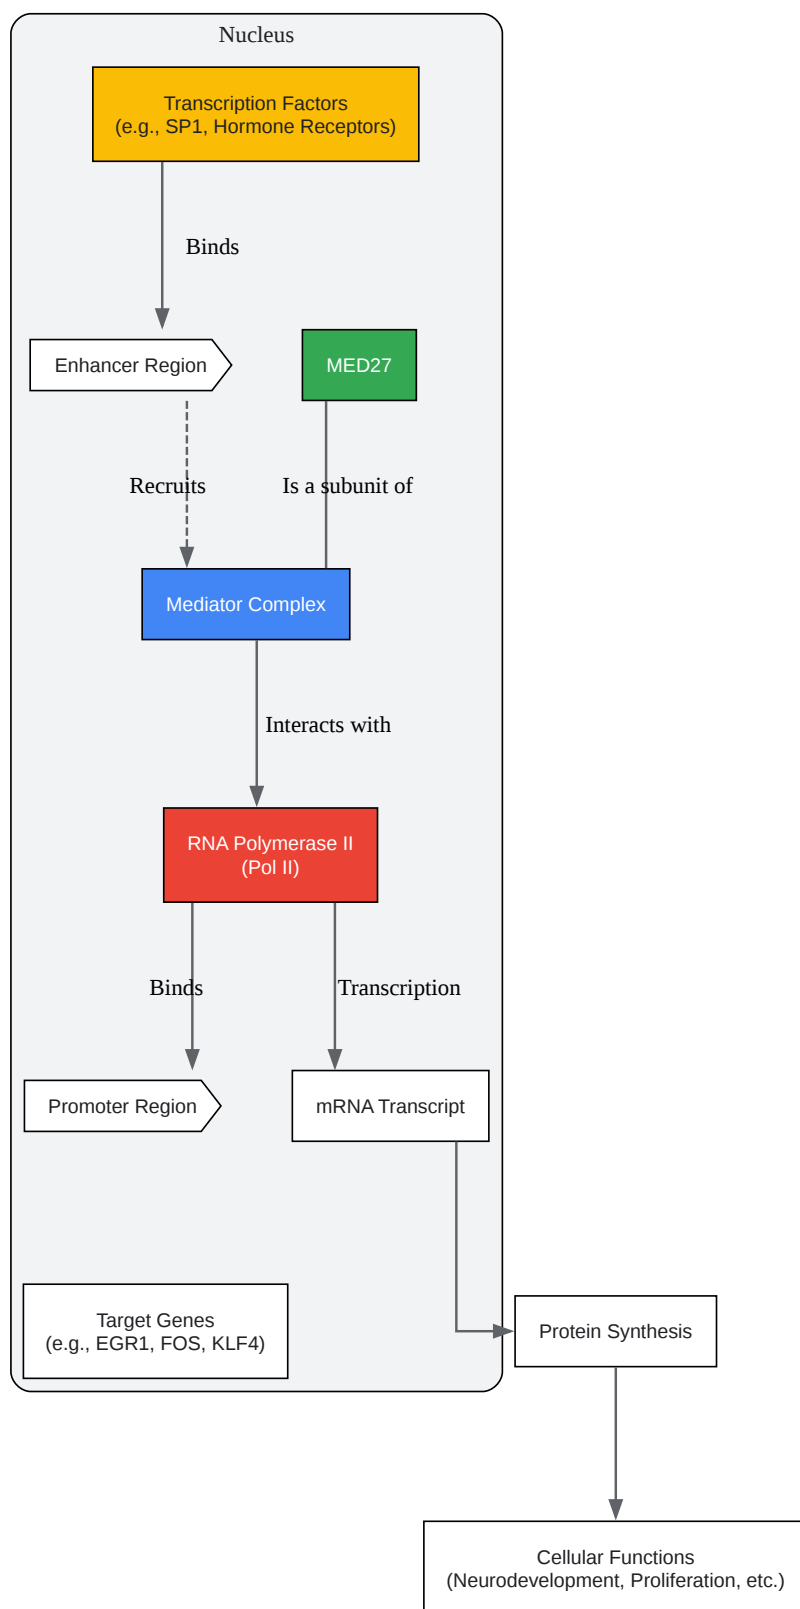 Nucleus
Transcription Factors
(e.g., SP1, Hormone Receptors)
Binds
Enhancer Region
MED27
Recruits
Is a subunit of
Mediator Complex
Interacts with
RNA Polymerase II
(Pol II)
Binds
Transcription
Promoter Region
mRNA Transcript
Target Genes
(e.g., EGR1, FOS, KLF4)
Protein Synthesis
Cellular Functions
(Neurodevelopment, Proliferation, etc.)